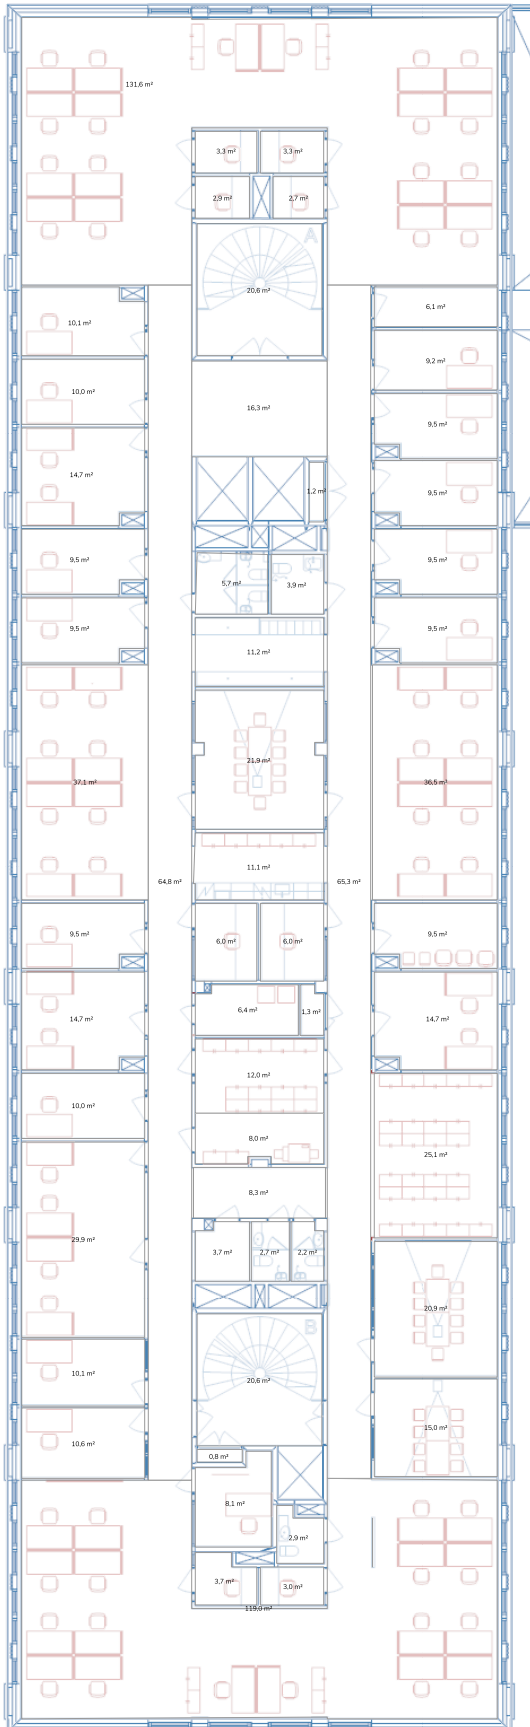 131,6 m²
3,3 m²
3,3 m²
2,9 m²
2,7 m²
A
20,6 m²
10,1 m²
6,1 m²
10,0 m²
9,2 m²
16,3 m²
9,5 m²
14,7 m²
9,5 m²
1,2 m²
9,5 m²
5,7 m²
3,9 m²
9,5 m²
9,5 m²
9,5 m²
11,2 m²
37,1 m²
21,9 m²
36,5 m²
11,1 m²
64,8 m²
65,3 m²
9,5 m²
6,0 m²
6,0 m²
9,5 m²
14,7 m²
6,4 m²
1,3 m²
14,7 m²
12,0 m²
10,0 m²
8,0 m²
25,1 m²
8,3 m²
29,9 m²
3,7 m²
2,7 m²
2,2 m²
20,9 m²
B
10,1 m²
20,6 m²
10,6 m²
15,0 m²
0,8 m²
8,1 m²
2,9 m²
3,7 m²
3,0 m²
119,0 m²